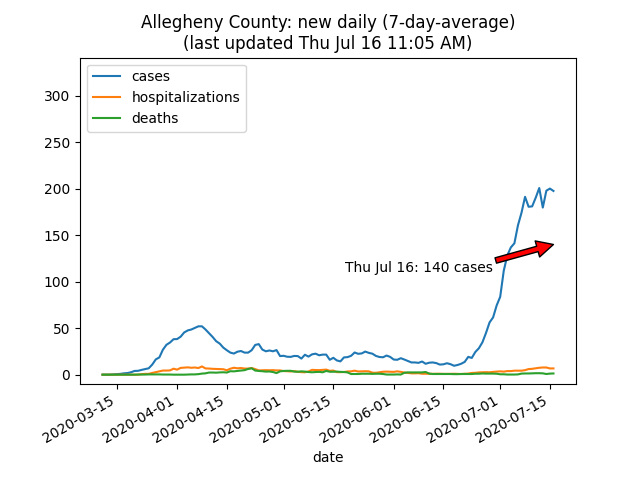 Allegheny County: new daily (7-day-average)
(last updated Thu Jul 16 11:05 AM)
cases
hospitalizations
deaths
300
250
200
150
100
50
0
Thu Jul 16: 140 cases
2020-03-15
2020-04-01
2020-04-15
2020-05-01
2020-05-15
2020-06-01
2020-06-15
2020-07-01
2020-07-15
date